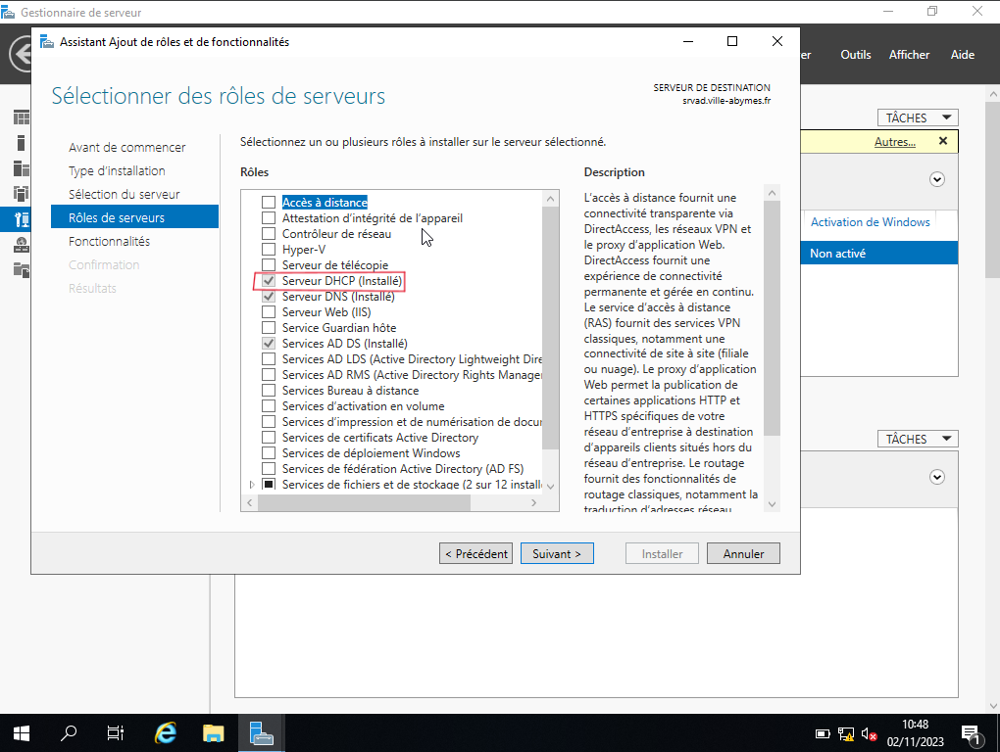 Gestionnaire de serveur
Assistant Ajout de rôles et de fonctionnalités
Outils
Afficher
Aide
Sélectionner des rôles de serveurs
SERVEUR DE DESTINATION
srvad.ville-abymes.fr
Avant de commencer
Type d'installation
Sélection du serveur
Rôles de serveurs
Fonctionnalités
Confirmation
Résultats
Sélectionnez un ou plusieurs rôles à installer sur le serveur sélectionné.
Rôles
Accès à distance
Attestation d'intégrité de l'appareil
Contrôleur de réseau
Hyper-V
Serveur de télécopie
Serveur DHCP (Installé)
Serveur DNS (Installé)
Serveur Web (IIS)
Service Guardian hôte
Services AD DS (Installé)
Services AD LDS (Active Directory Lightweight Dire
Services AD RMS (Active Directory Rights Manager
Services Bureau à distance
Services d'activation en volume
Services d'impression et de numérisation de docum
Services de certificats Active Directory
Services de déploiement Windows
Services de fédération Active Directory (AD FS)
Services de fichiers et de stockage (2 sur 12 install
Description
L'accès à distance fournit une
connectivité transparente via
DirectAccess, les réseaux VPN et
le proxy d'application Web.
DirectAccess fournit une
expérience de connectivité
permanente et gérée en continu.
Le service d'accès à distance
(RAS) fournit des services VPN
classiques, notamment une
connectivité de site à site (filiale
ou nuage). Le proxy d'application
Web permet la publication de
certaines applications HTTP et
HTTPS spécifiques de votre
réseau d'entreprise à destination
d'appareils clients situés hors du
réseau d'entreprise. Le routage
fournit des fonctionnalités de
routage classiques, notamment la
traduction d'adresses réseau
< Précédent
Suivant >
Installer
Annuler
TÂCHES
Autres...
Activation de Windows
Non activé
TÂCHES
10:48
02/11/2023
1